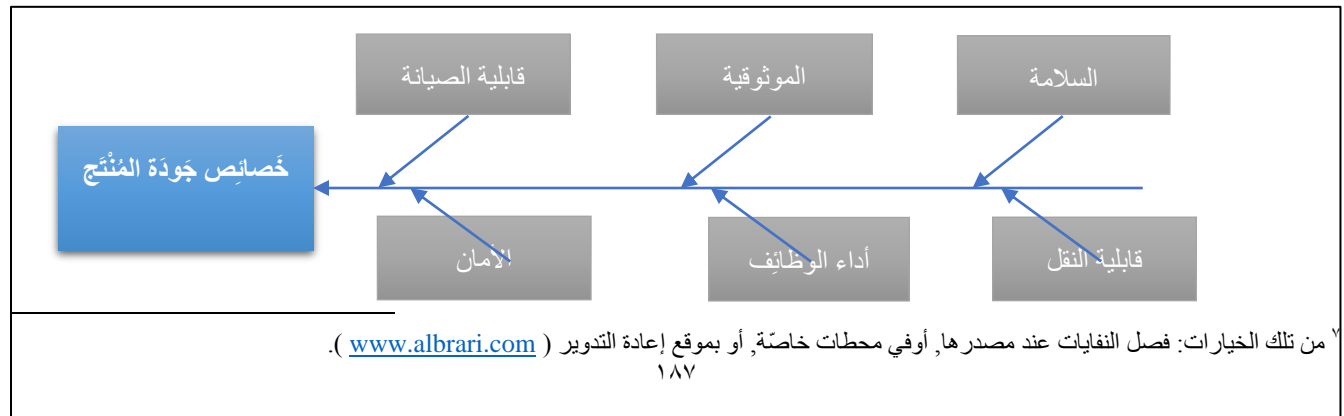 السلامة
الموثوقية
قابلية الصيانة
خَصائِص جَودَة المُنْتَج
قابلية النقل
أداء الوظائِف
الأمان
٧ من تلك الخيارات: فصل النفايات عند مصدرها, أوفي محطات خاصّة, أو بموقع إعادة التدوير ( www.albrari.com ).
١٨٧